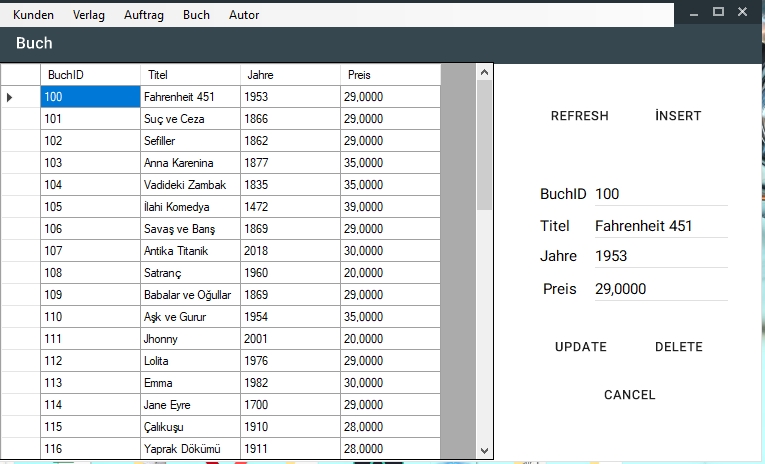 Kunden Verlag Auftrag Buch Autor
Buch
BuchID Titel Jahre Preis
100 Fahrenheit 451 1953 29,0000
101 Suç ve Ceza 1866 29,0000
102 Sefiller 1862 29,0000
103 Anna Karenina 1877 35,0000
104 Vadideki Zambak 1835 35,0000
105 İlahi Komedya 1472 39,0000
106 Savaş ve Barış 1869 29,0000
107 Antika Titanik 2018 30,0000
108 Satranç 1960 20,0000
109 Babalar ve Oğullar 1869 29,0000
110 Aşk ve Gurur 1954 35,0000
111 Jhonny 2001 20,0000
112 Lolita 1976 29,0000
113 Emma 1982 30,0000
114 Jane Eyre 1700 29,0000
115 Çalıkuşu 1910 28,0000
116 Yaprak Dökümü 1911 28,0000
REFRESH İNSERT
BuchID 100
Titel Fahrenheit 451
Jahre 1953
Preis 29,0000
UPDATE DELETE
CANCEL